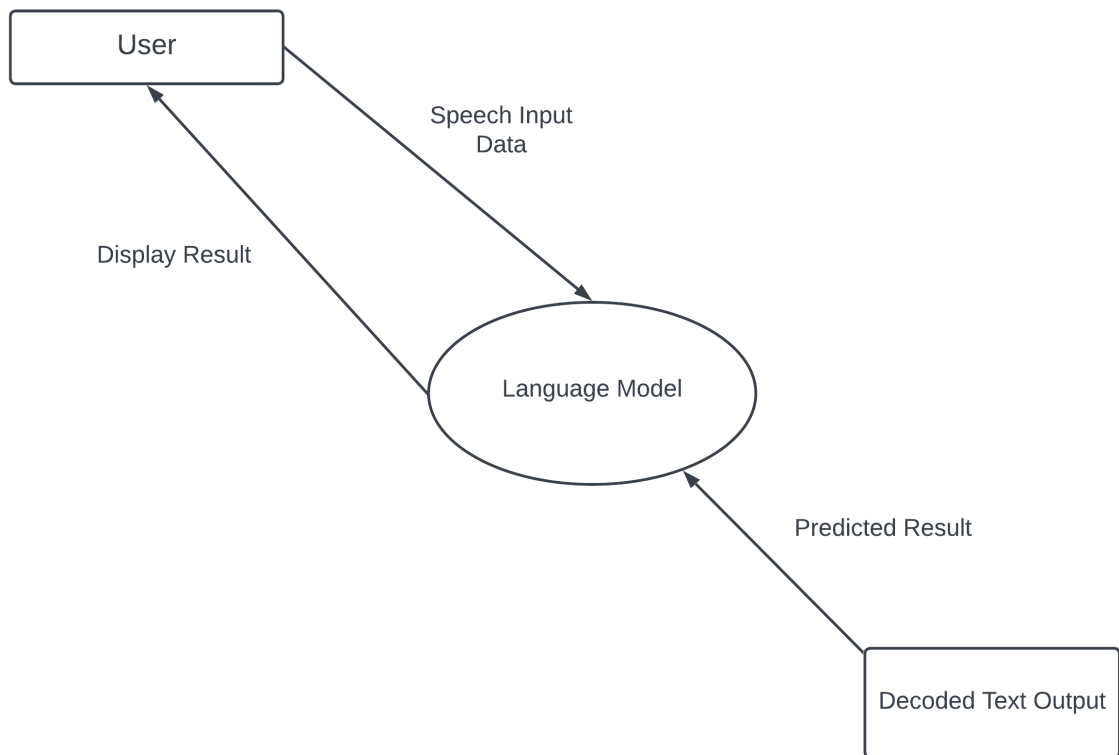 User
Speech Input
Data
Display Result
Language Model
Predicted Result
Decoded Text Output